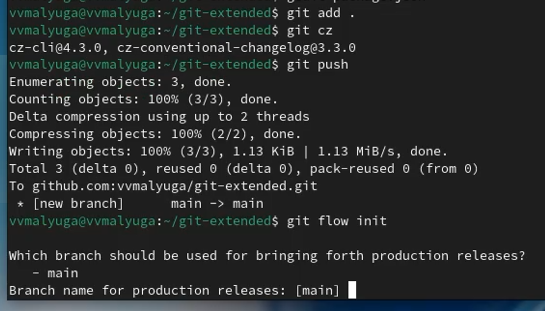 vvmalyuga@vvmalyuga:~/git-extended$ git add .
vvmalyuga@vvmalyuga:~/git-extended$ git cz
cz-cli@4.3.0, cz-conventional-changelog@3.3.0
vvmalyuga@vvmalyuga:~/git-extended$ git push
Enumerating objects: 3, done.
Counting objects: 100% (3/3), done.
Delta compression using up to 2 threads
Compressing objects: 100% (2/2), done.
Writing objects: 100% (3/3), 1.13 KiB | 1.13 MiB/s, done.
Total 3 (delta 0), reused 0 (delta 0), pack-reused 0 (from 0)
To github.com:vvmalyuga/git-extended.git
 * [new branch]      main -> main
vvmalyuga@vvmalyuga:~/git-extended$ git flow init
Which branch should be used for bringing forth production releases?
   - main
Branch name for production releases: [main]